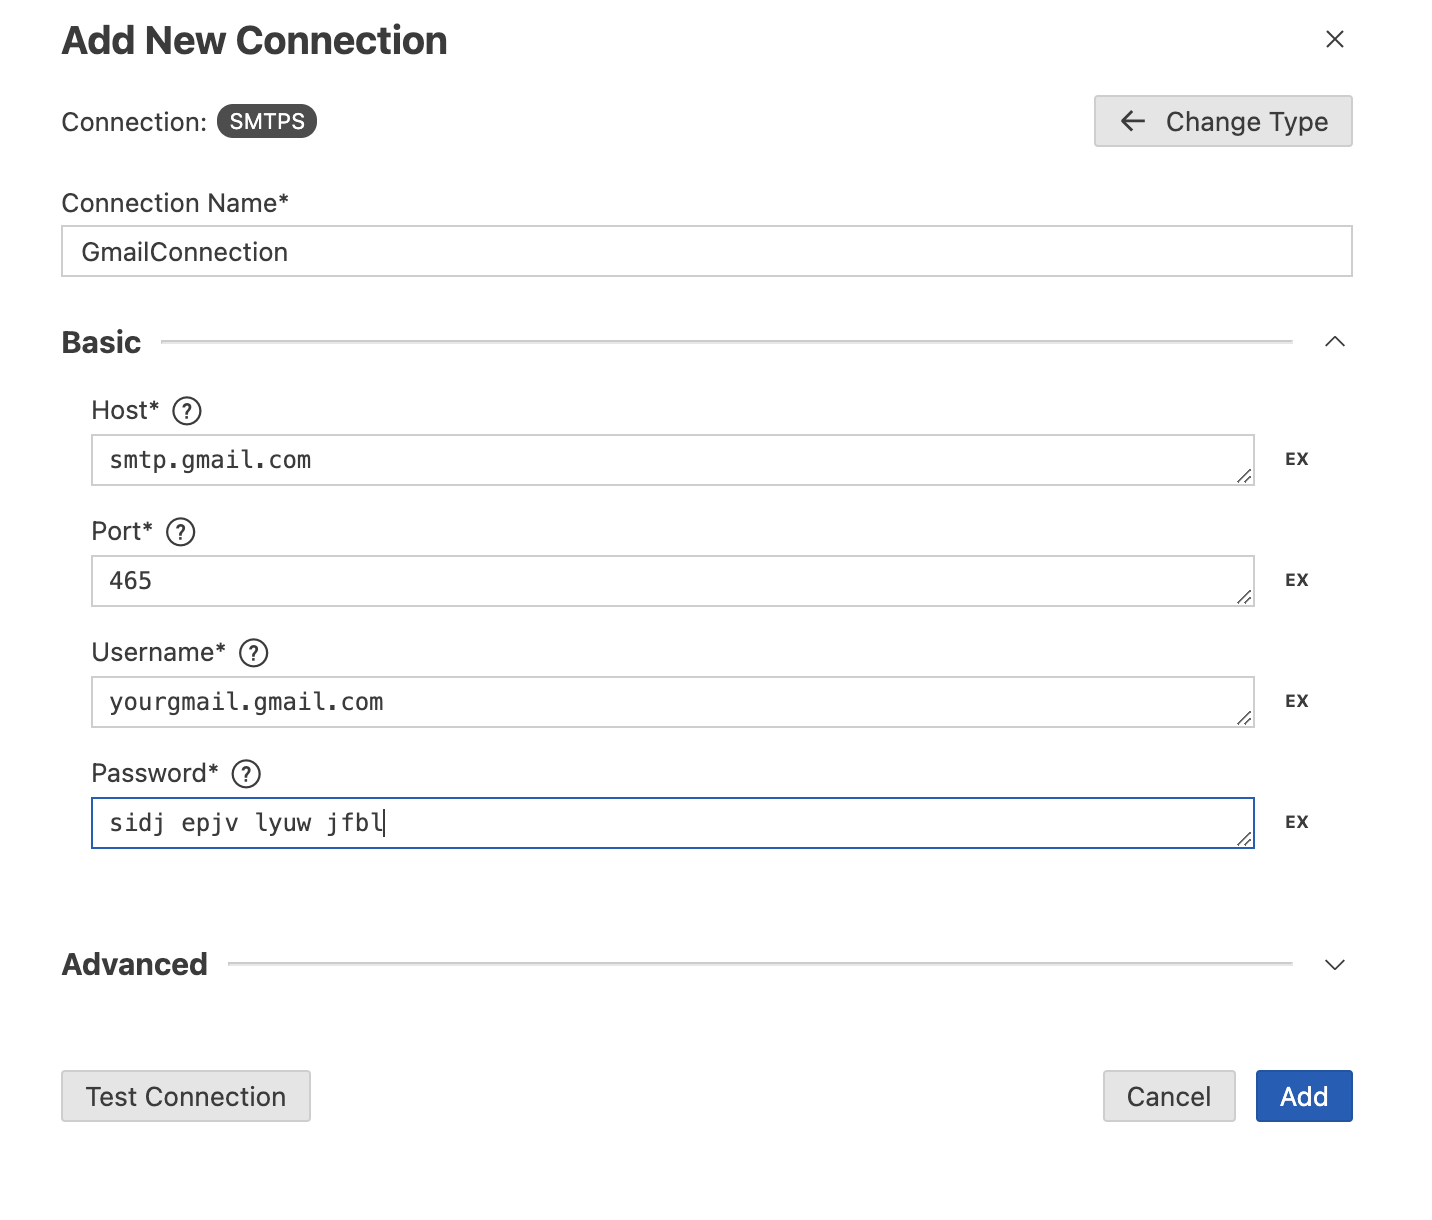 Add New Connection
Connection: SMTPS
← Change Type
Connection Name*
GmailConnection
Basic
Host* ?
smtp.gmail.com
EX
Port* ?
465
EX
Username* ?
yourgmail.gmail.com
EX
Password* ?
sidj epjv lyuw jfbl
EX
Advanced
Test Connection
Cancel
Add